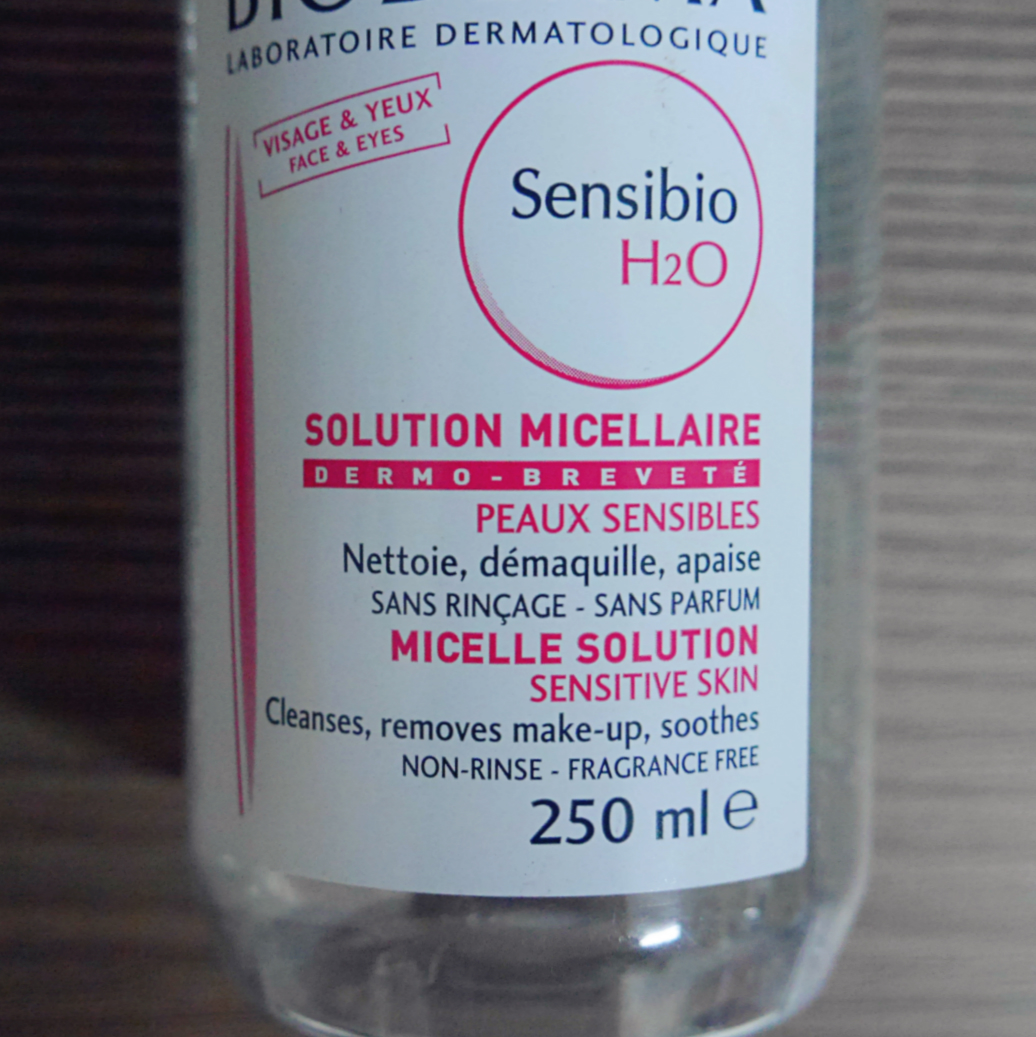 BIODERMA
LABORATOIRE DERMATOLOGIQUE
VISAGE & YEUX
FACE & EYES
Sensibio
H2O
SOLUTION MICELLAIRE
DERMO-BREVETÉ
PEAUX SENSIBLES
Nettoie, démaquille, apaise
SANS RINÇAGE - SANS PARFUM
MICELLE SOLUTION
SENSITIVE SKIN
Cleanses, removes make-up, soothes
NON-RINSE - FRAGRANCE FREE
250 ml e